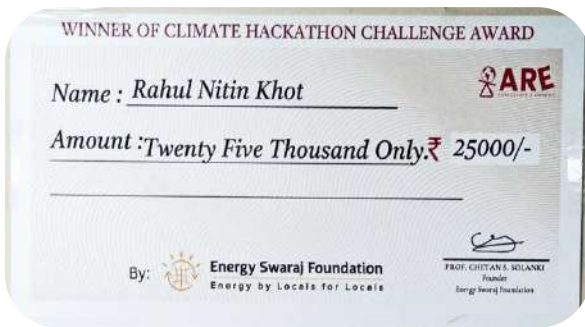 WINNER OF CLIMATE HACKATHON CHALLENGE AWARD
ARE
Name : Rahul Nitin Khot
Amount : Twenty Five Thousand Only. ₹ 25000/-
By: Energy Swaraj Foundation
Energy by Locals for Locals
PROF. CHETAN S. SOLANKI
Founder
Energy Swaraj Foundation